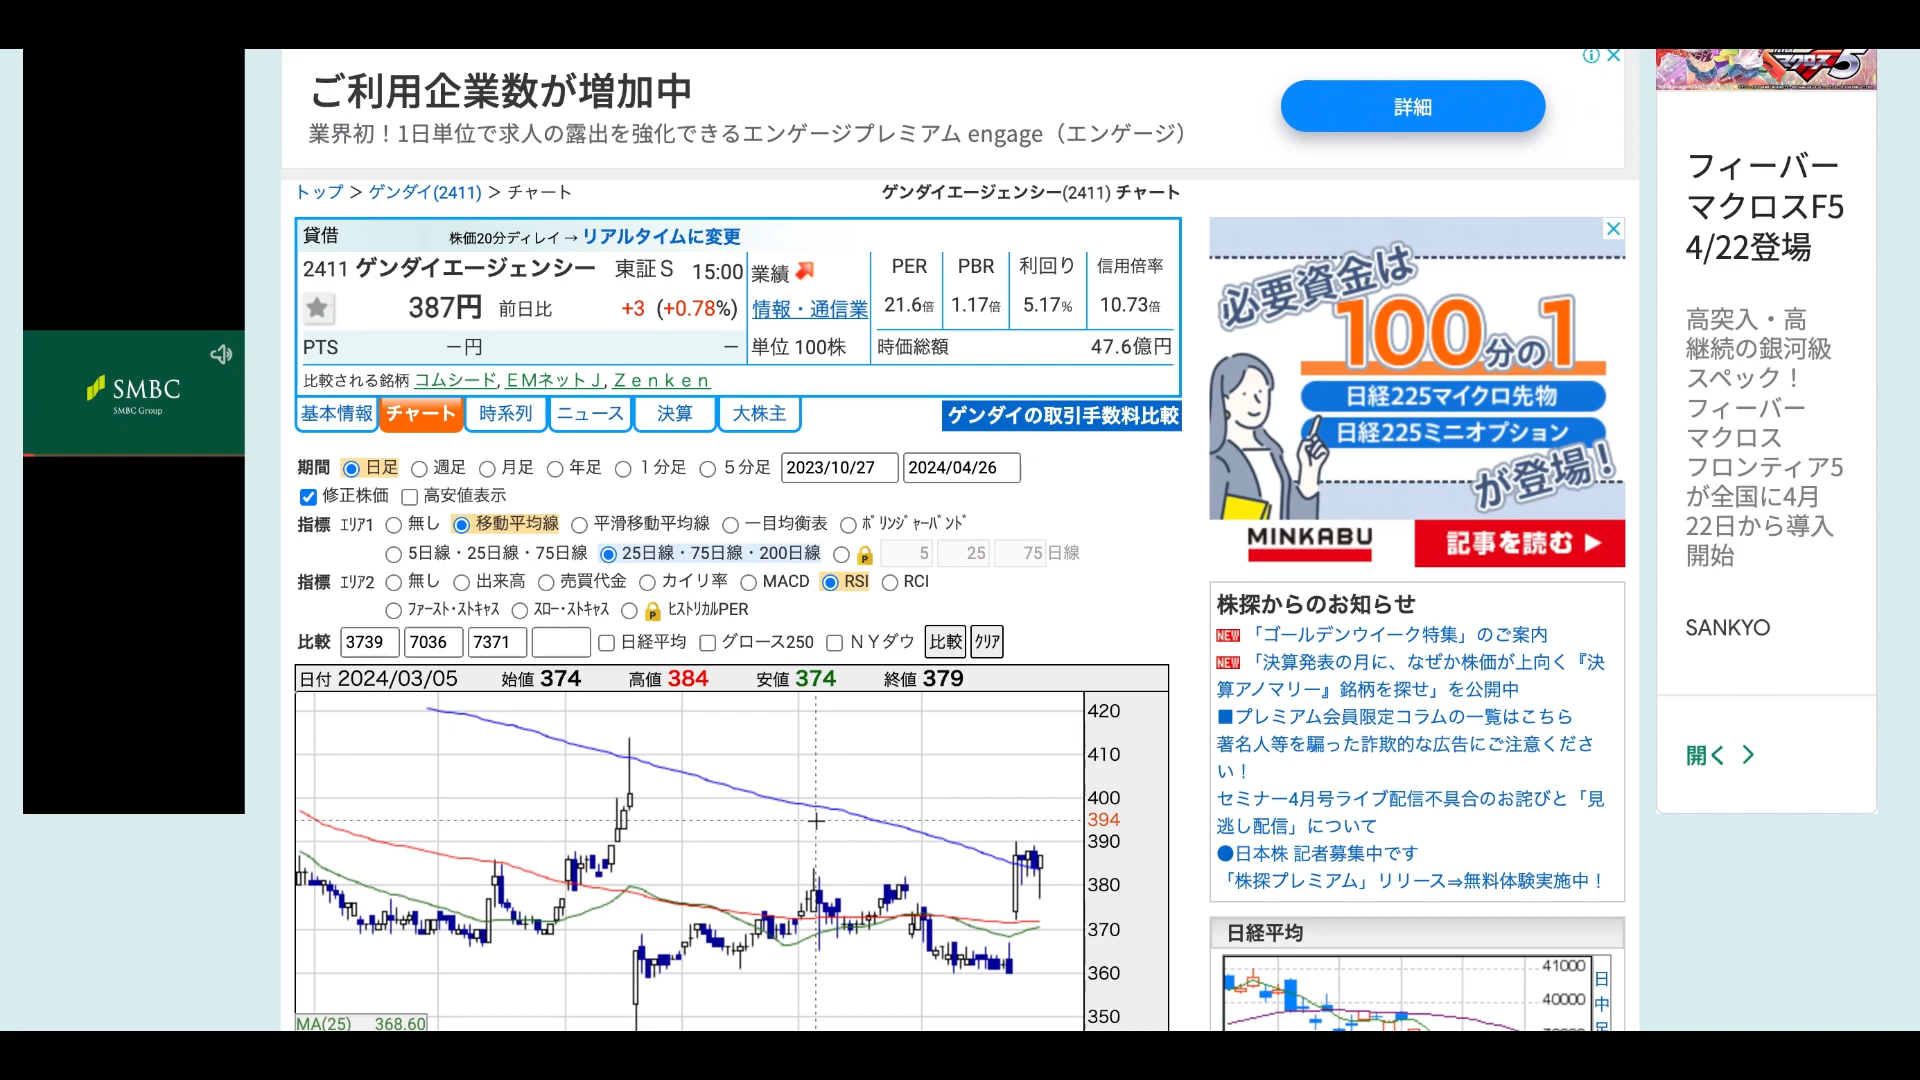 ご利用企業数が増加中
業界初！1日単位で求人の露出を強化できるエンゲージプレミアム engage（エンゲージ）
詳細
トップ ＞ ゲンダイ(2411) ＞ チャート
ゲンダイエージェンシー(2411) チャート
貸借
株価20分ディレイ → リアルタイムに変更
2411 ゲンダイエージェンシー 東証Ｓ 15:00
387円 前日比 +3 (+0.78%)
PTS －円 －
業績
情報・通信業
単位 100株
PER PBR 利回り 信用倍率
21.6倍 1.17倍 5.17% 10.73倍
時価総額 47.6億円
比較される銘柄 コムシード, ＥＭネットＪ, Ｚｅｎｋｅｎ
基本情報 チャート 時系列 ニュース 決算 大株主
ゲンダイの取引手数料比較
期間 日足 週足 月足 年足 １分足 ５分足 2023/10/27 2024/04/26
修正株価 高安値表示
指標 ｴﾘｱ1 無し 移動平均線 平滑移動平均線 一目均衡表 ﾎﾞﾘﾝｼﾞｬｰﾊﾞﾝﾄﾞ
5日線・25日線・75日線 25日線・75日線・200日線 P 5 25 75 日線
指標 ｴﾘｱ2 無し 出来高 売買代金 カイリ率 MACD RSI RCI
ﾌｧｰｽﾄ･ｽﾄｷｬｽ ｽﾛｰ･ｽﾄｷｬｽ P ﾋｽﾄﾘｶﾙPER
比較 3739 7036 7371 日経平均 グロース250 ＮＹダウ 比較 ｸﾘｱ
日付 2024/03/05 始値 374 高値 384 安値 374 終値 379
420
410
400
394
390
380
370
360
350
MA(25) 368.60
SMBC
SMBC Group
必要資金は
100分の1
日経225マイクロ先物
日経225ミニオプション
が登場！
MINKABU
記事を読む
株探からのお知らせ
NEW 「ゴールデンウイーク特集」のご案内
NEW 「決算発表の月に、なぜか株価が上向く『決
算アノマリー』銘柄を探せ」を公開中
■プレミアム会員限定コラムの一覧はこちら
著名人等を騙った詐欺的な広告にご注意くださ
い！
セミナー4月号ライブ配信不具合のお詫びと「見
逃し配信」について
●日本株 記者募集中です
「株探プレミアム」リリース⇒無料体験実施中！
日経平均
41000
40000
日
中
足
マクロス5
フィーバー
マクロスF5
4/22登場
高突入・高
継続の銀河級
スペック！
フィーバー
マクロス
フロンティア5
が全国に4月
22日から導入
開始
SANKYO
開く